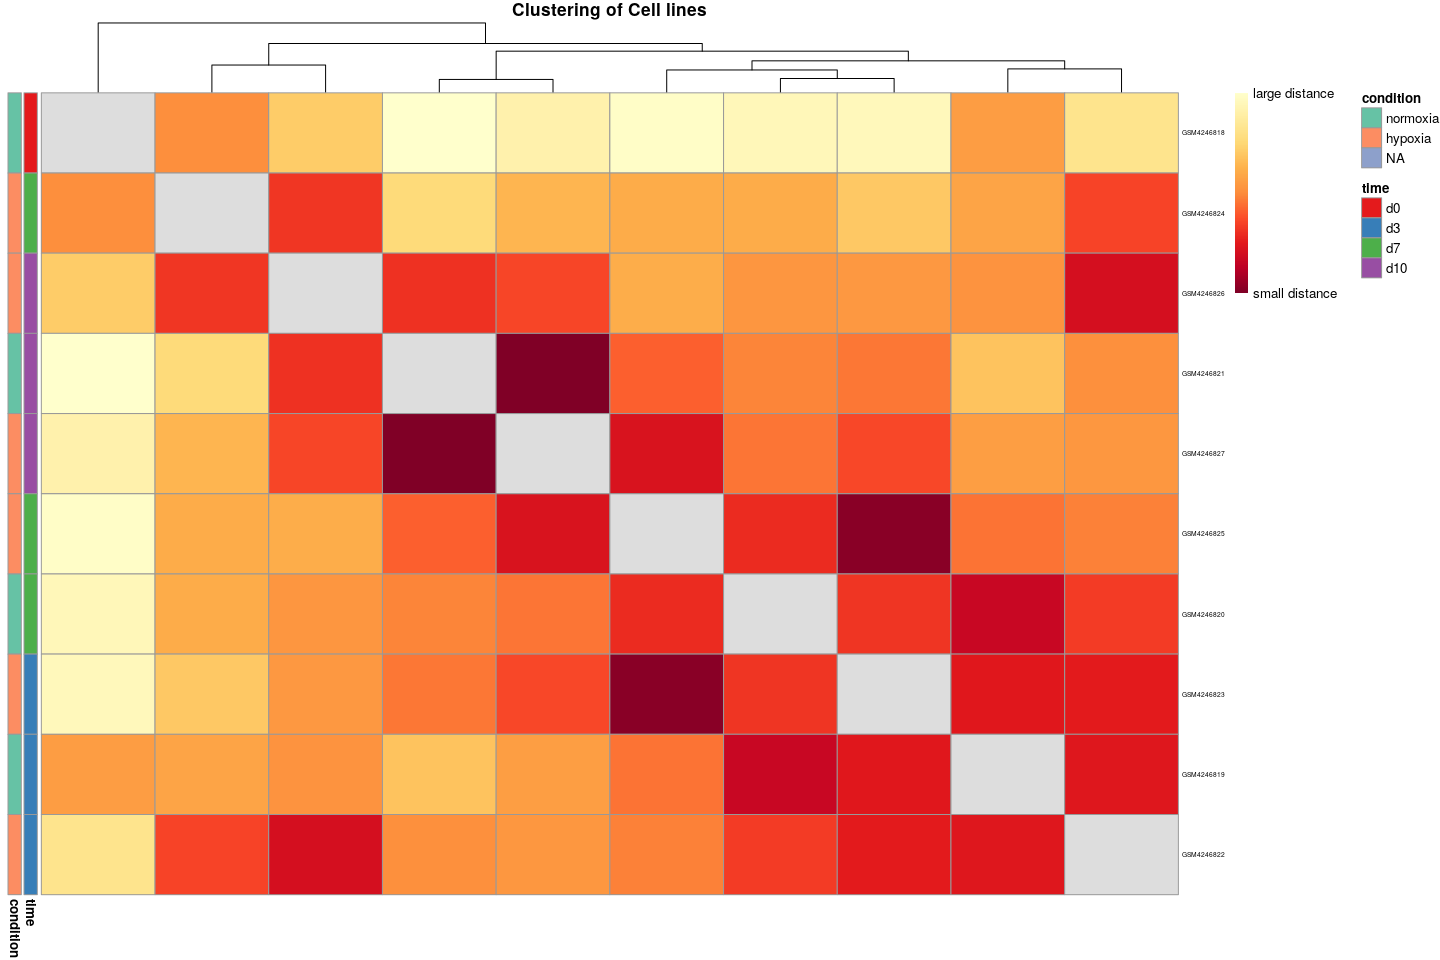 Clustering of Cell lines
large distance
small distance
condition
normoxia
hypoxia
NA
time
d0
d3
d7
d10
GSM4246818
GSM4246824
GSM4246826
GSM4246821
GSM4246827
GSM4246825
GSM4246820
GSM4246823
GSM4246819
GSM4246822
condition
time